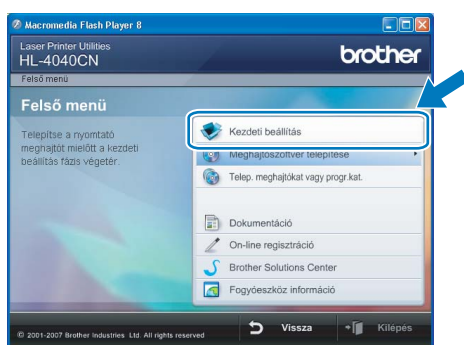 Macromedia Flash Player 8
Laser Printer Utilities
HL-4040CN
brother
Felső menü
Felső menü
Telepítse a nyomtató
meghajtót mielőtt a kezdeti
beállítás fázis végetér.
Kezdeti beállítás
Meghajtószoftver telepítése
Telep. meghajtókat vagy progr.kat.
Dokumentáció
On-line regisztráció
Brother Solutions Center
Fogyóeszköz információ
© 2001-2007 Brother Industries Ltd. All rights reserved
Vissza
Kilépés